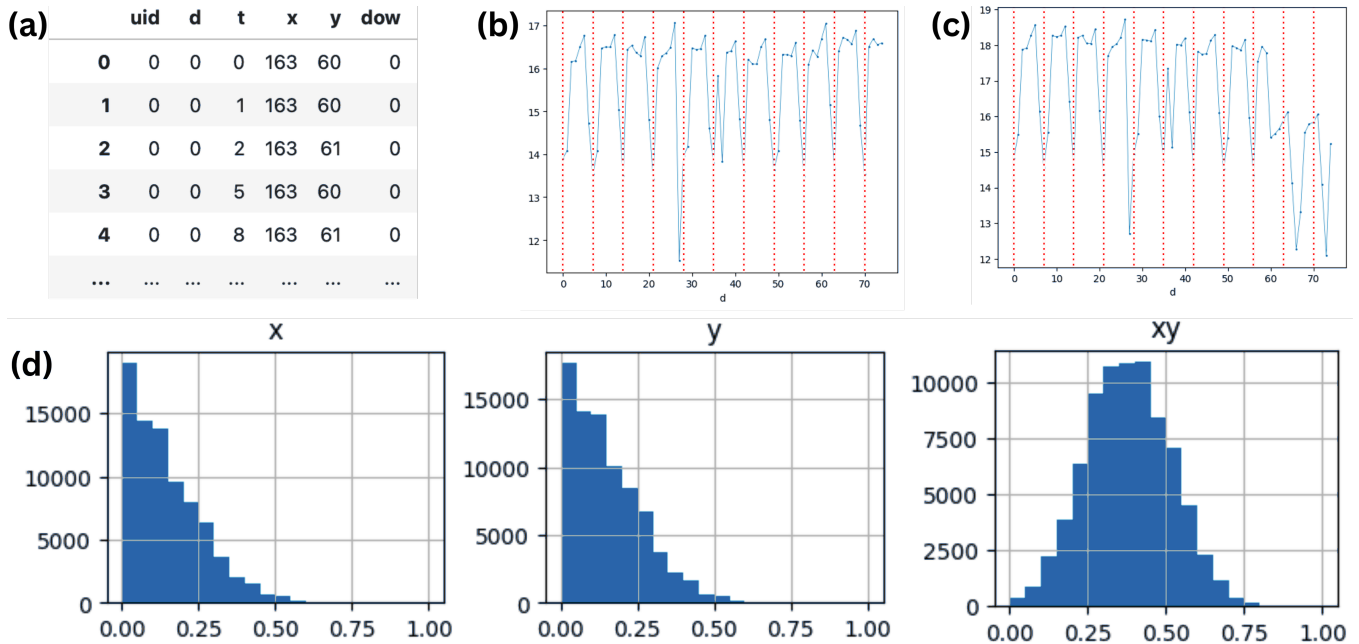 (a)
uid d t x y dow
0 0 0 0 163 60 0
1 0 0 1 163 60 0
2 0 0 2 163 61 0
3 0 0 5 163 60 0
4 0 0 8 163 61 0
... ... ... ... ... ... ...
(b)
17
16
15
14
13
12
0 10 20 30 40 50 60 70
d
(c)
19
18
17
16
15
14
13
12
0 10 20 30 40 50 60 70
d
(d)
x
15000
10000
5000
0
0.00 0.25 0.50 0.75 1.00
y
15000
10000
5000
0
0.00 0.25 0.50 0.75 1.00
xy
10000
7500
5000
2500
0
0.00 0.25 0.50 0.75 1.00